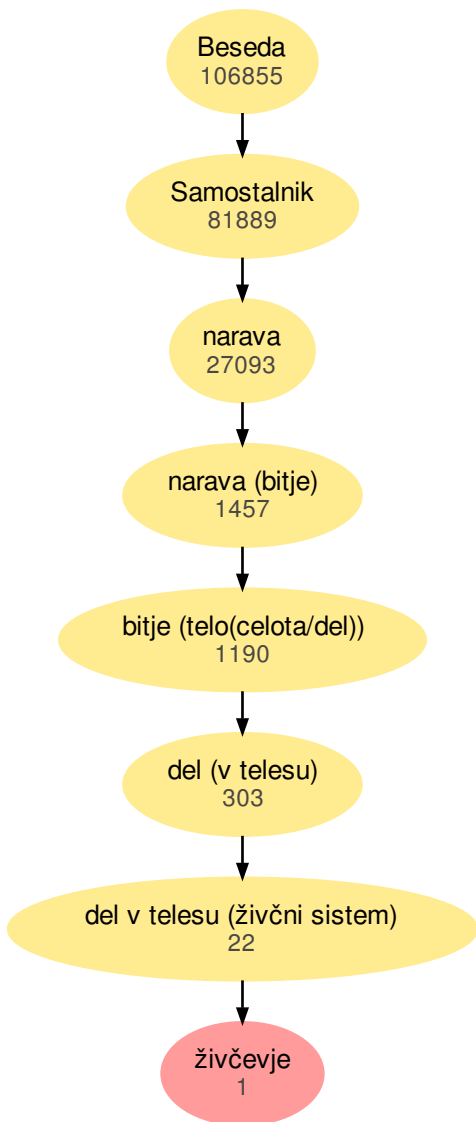 Beseda
106855
Samostalnik
81889
narava
27093
narava (bitje)
1457
bitje (telo(celota/del))
1190
del (v telesu)
303
del v telesu (živčni sistem)
22
živčevje
1